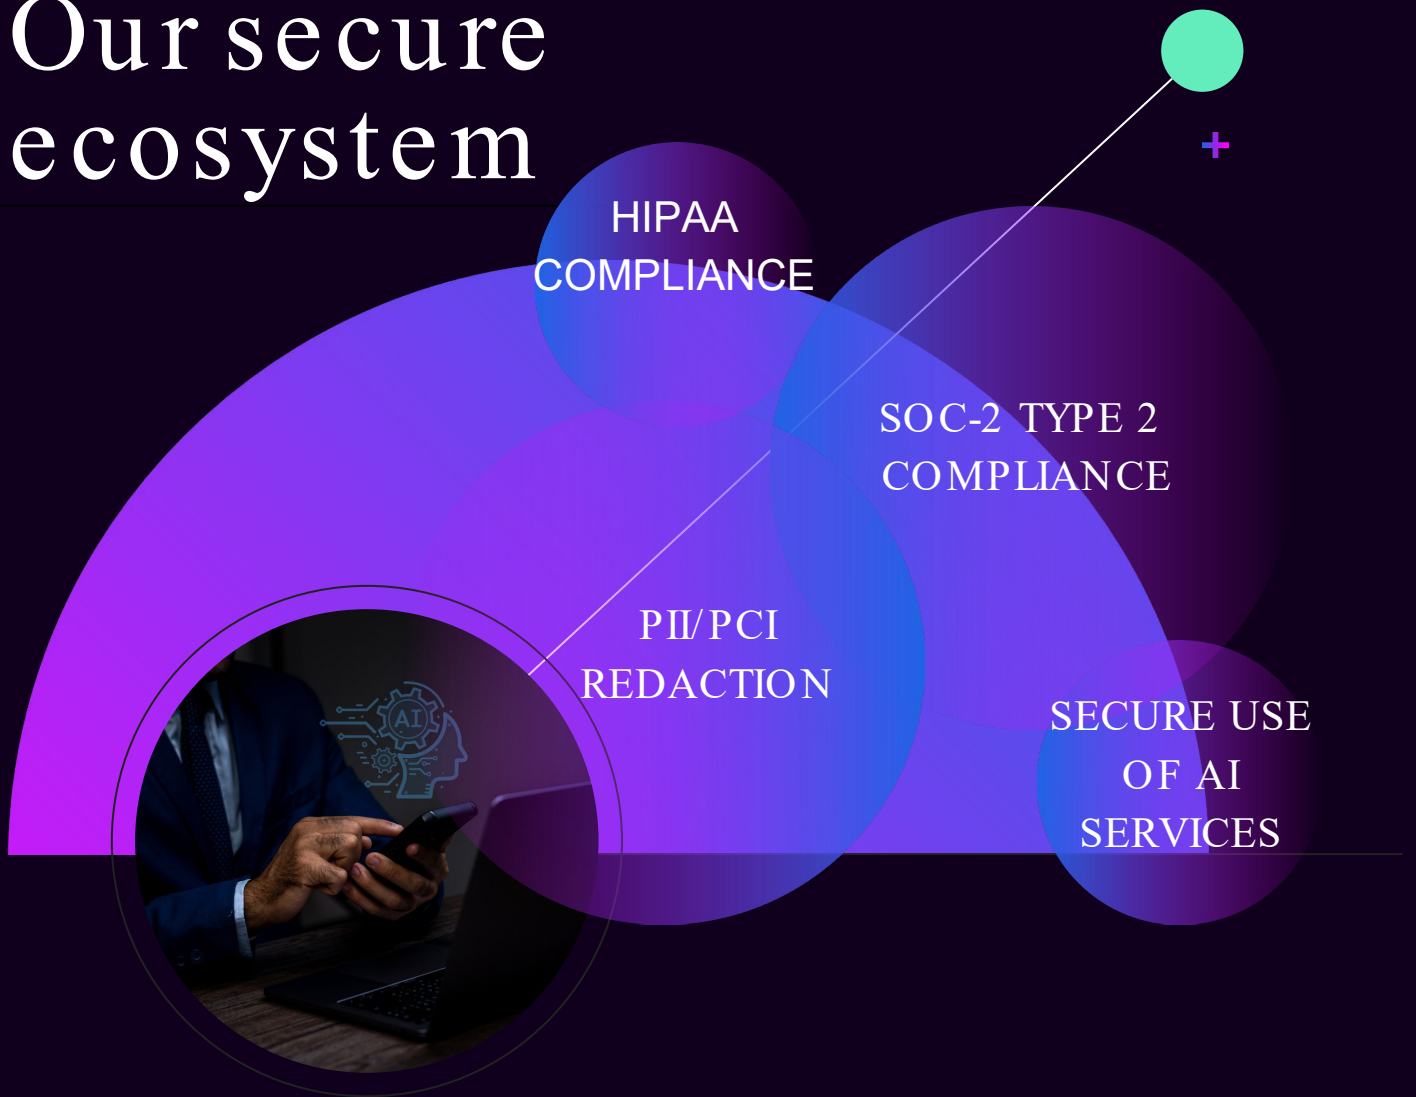 Our secure
ecosystem
HIPAA
COMPLIANCE
SOC-2 TYPE 2
COMPLIANCE
PII/PCI
REDACTION
SECURE USE
OF AI
SERVICES
AI